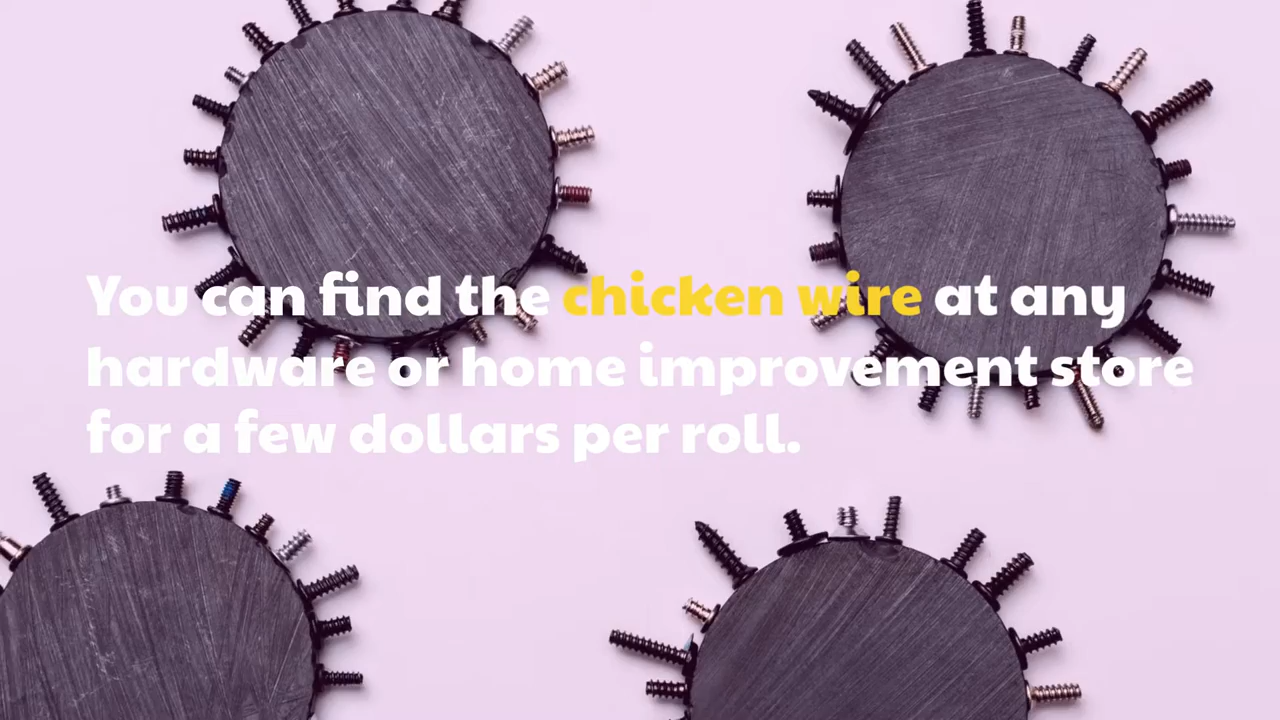 You can find the chicken wire at any
hardware or home improvement store
for a few dollars per roll.